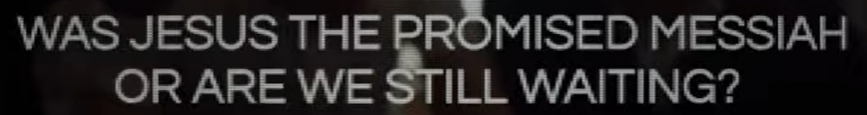 WAS JESUS THE PROMISED MESSIAH
OR ARE WE STILL WAITING?